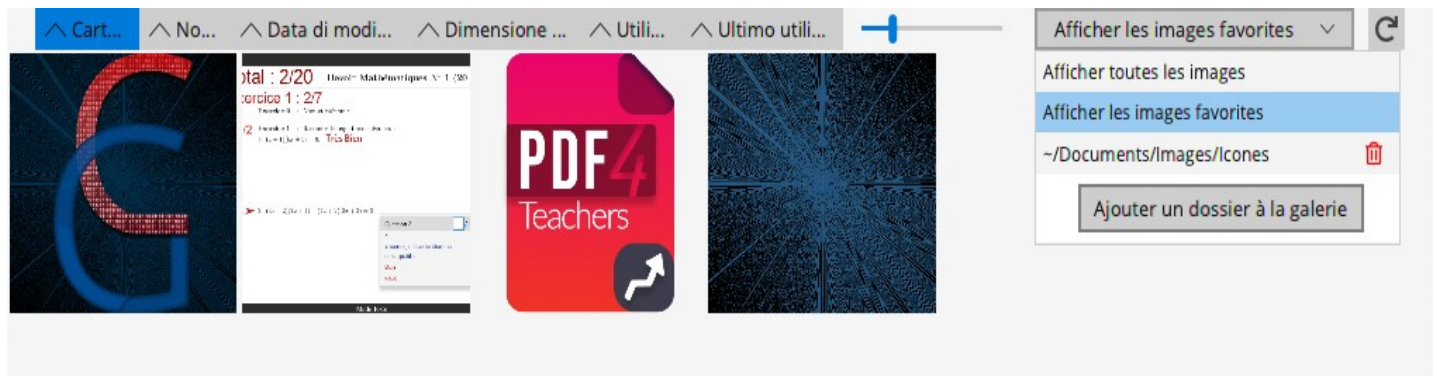 Cart... No... Data di modi... Dimensione ... Utili... Ultimo utili...
Afficher les images favorites
Afficher toutes les images
Afficher les images favorites
~/Documents/Images/Icones
Ajouter un dossier à la galerie
otal : 2/20
ercice 1 : 2/7
/2
Très Bien
PDF4
Teachers